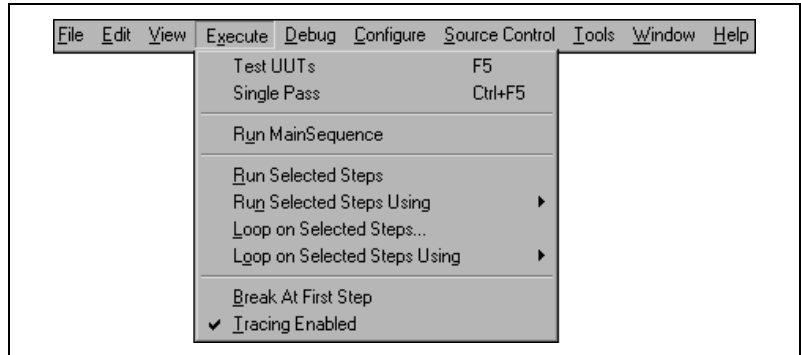 File Edit View Execute Debug Configure Source Control Tools Window Help
Test UUTs F5
Single Pass Ctrl+F5
Run MainSequence
Run Selected Steps
Run Selected Steps Using
Loop on Selected Steps...
Loop on Selected Steps Using
Break At First Step
Tracing Enabled